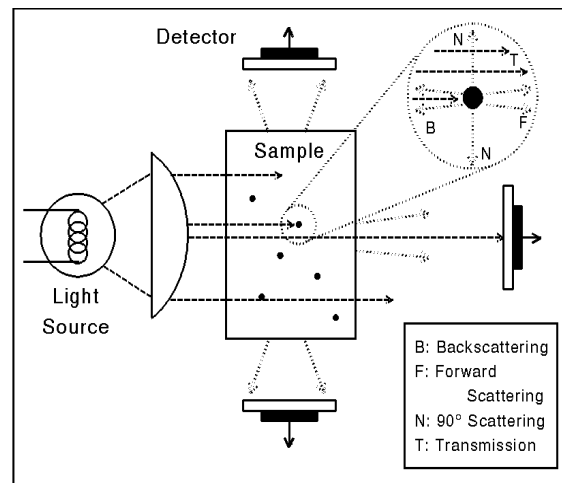 Detector
N
T
B
F
N
Sample
Light
Source
B: Backscattering
F: Forward
Scattering
N: 90° Scattering
T: Transmission